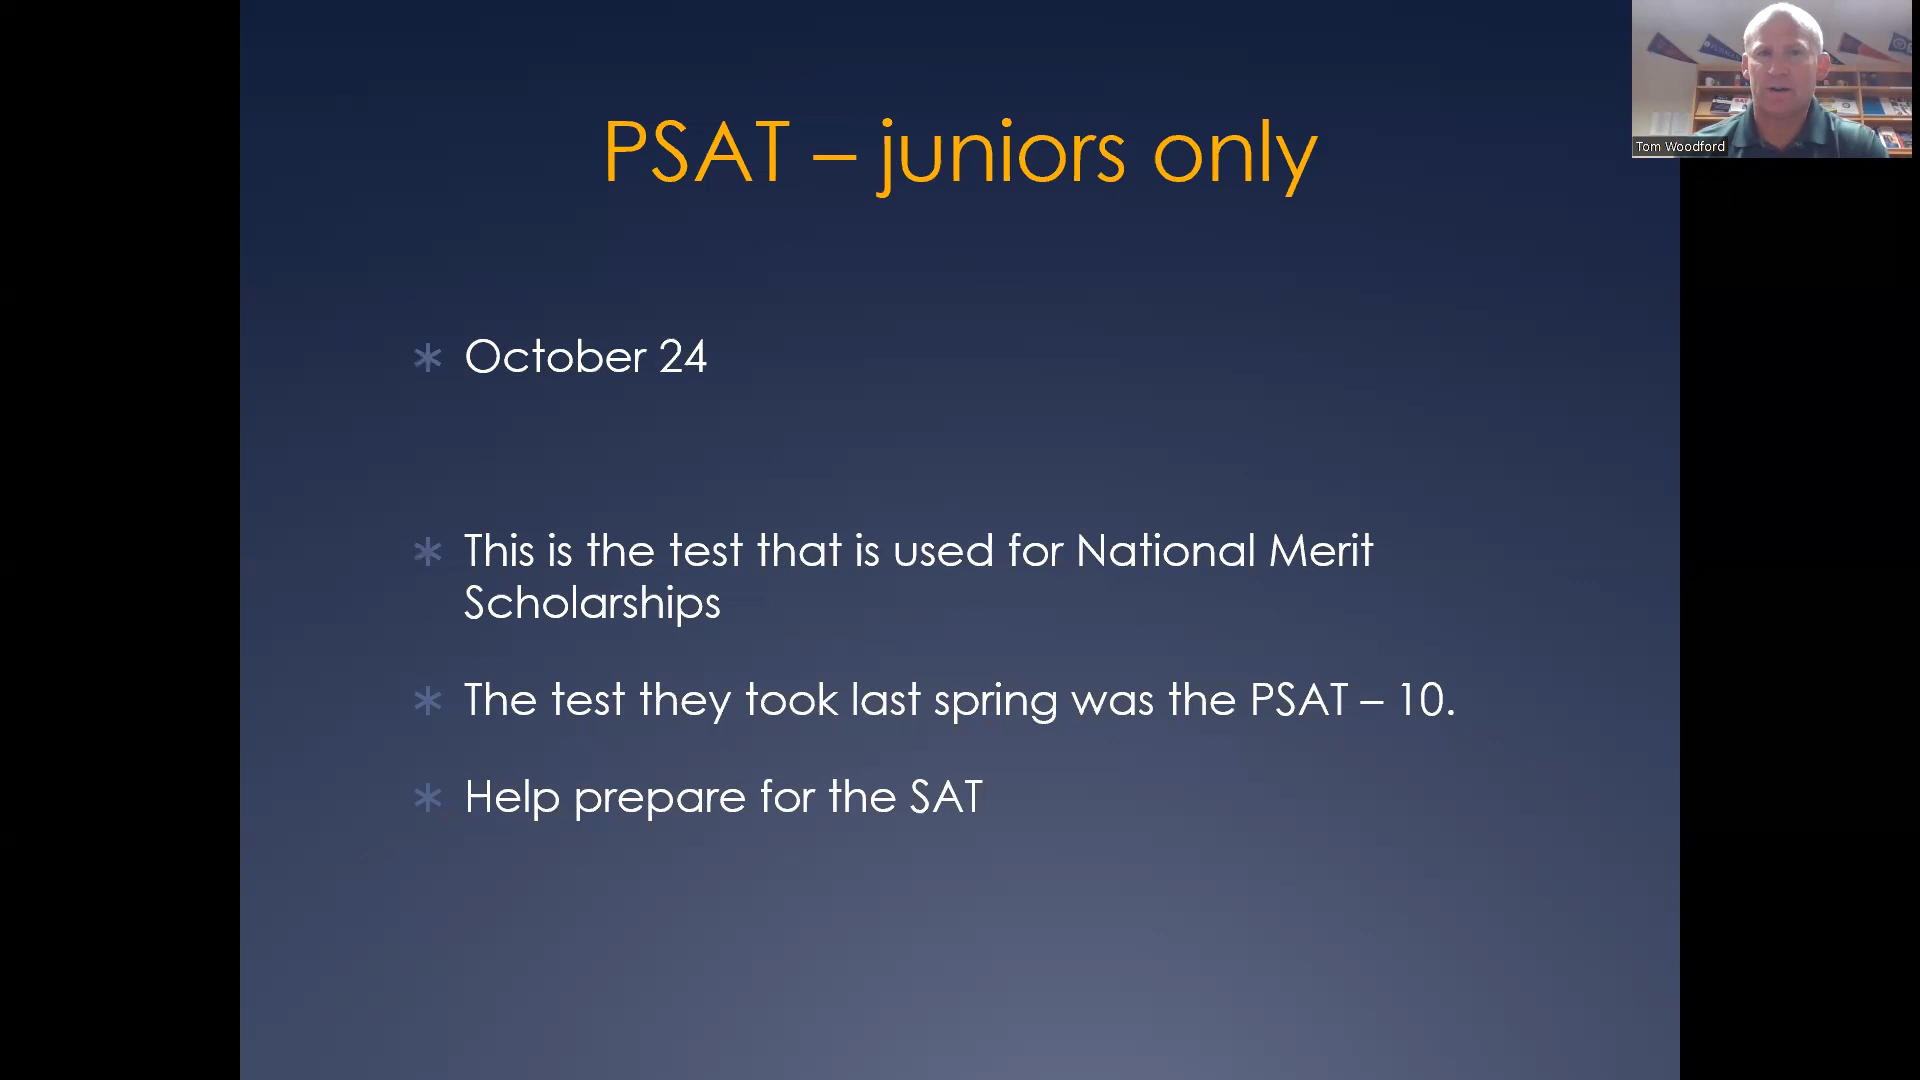 PSAT – juniors only
Tom Woodford
October 24
This is the test that is used for National Merit
Scholarships
The test they took last spring was the PSAT – 10.
Help prepare for the SAT